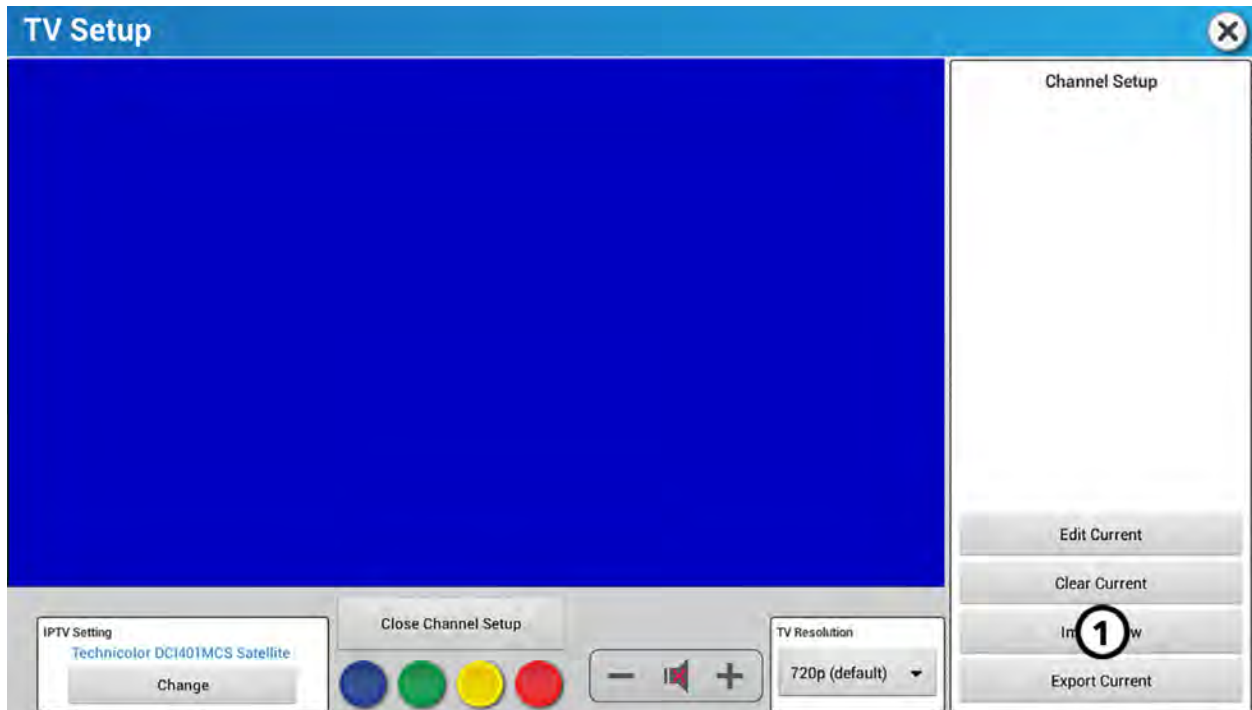 TV Setup
Channel Setup
Edit Current
Clear Current
1
Export Current
Close Channel Setup
IPTV Setting
Technicolor DCI401MCS Satellite
Change
TV Resolution
720p (default)